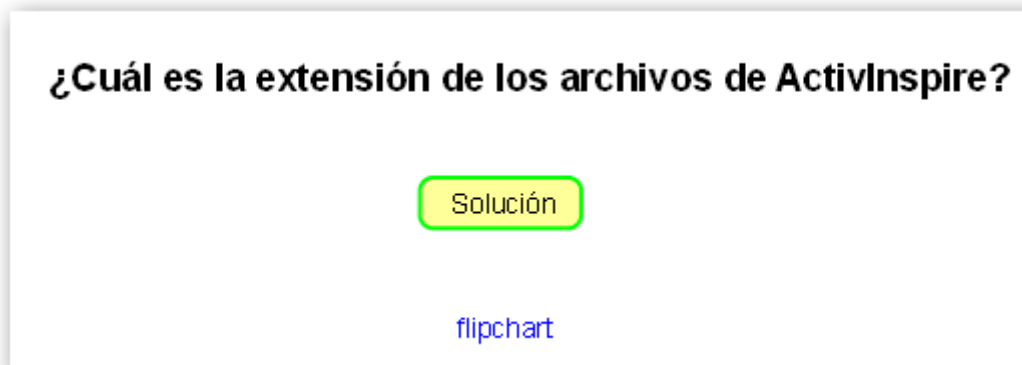 ¿Cuál es la extensión de los archivos de ActivInspire?
Solución
flipchart